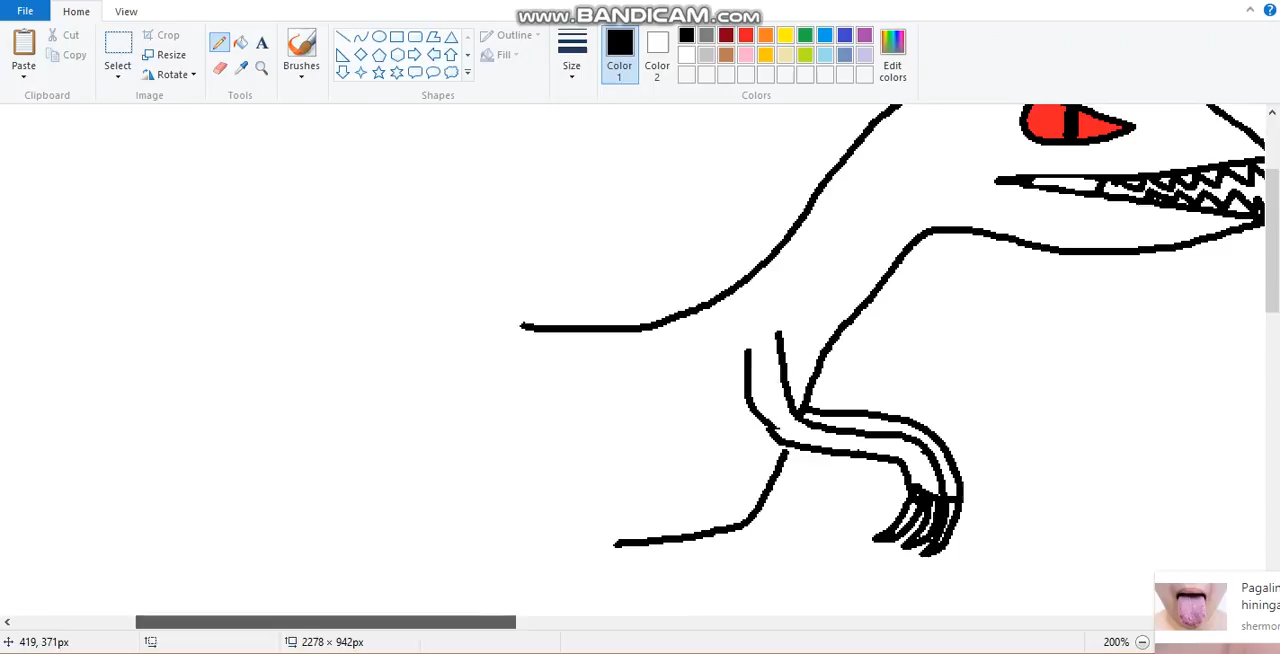 www.BANDICAM.com
File Home View
Paste
Cut
Copy
Clipboard
Select
Crop
Resize
Rotate
Image
Tools
Brushes
Outline
Fill
Shapes
Size
Color 1
Color 2
Edit colors
Colors
Pagalin
hininga
shermor
419, 371px
2278 × 942px
200%